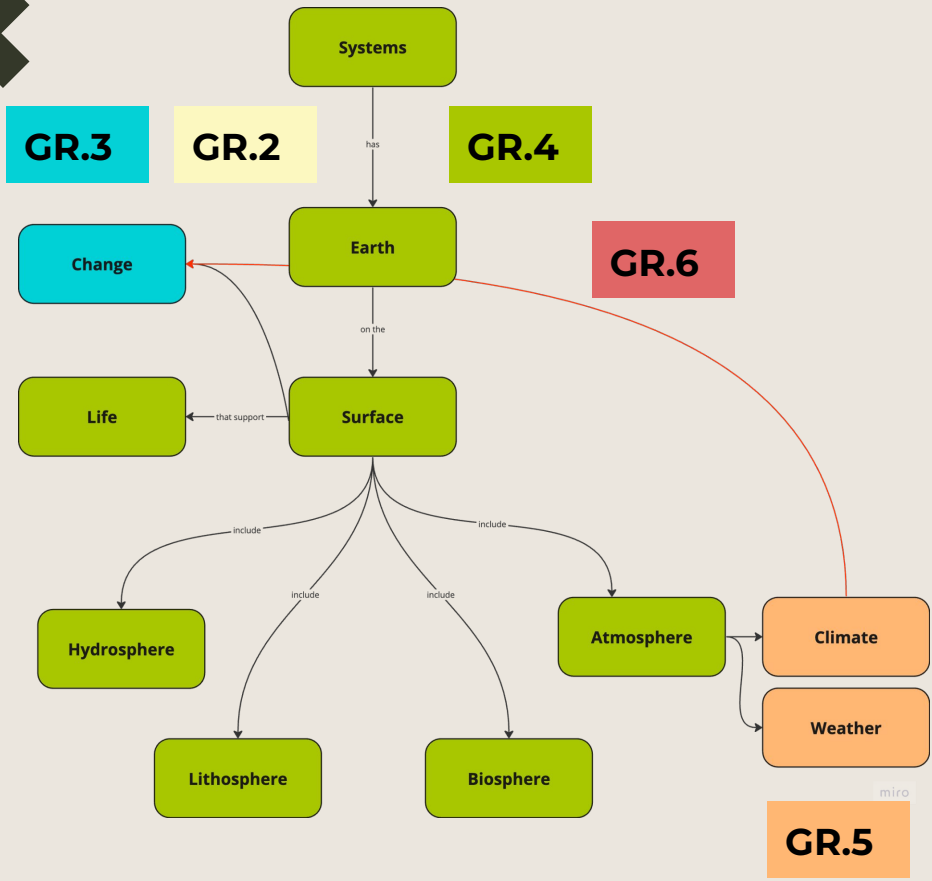 Systems
GR.3
GR.2
has
GR.4
Change
Earth
GR.6
on the
Life
that support
Surface
include
include
include
include
Hydrosphere
Atmosphere
Climate
Weather
Lithosphere
Biosphere
miro
GR.5